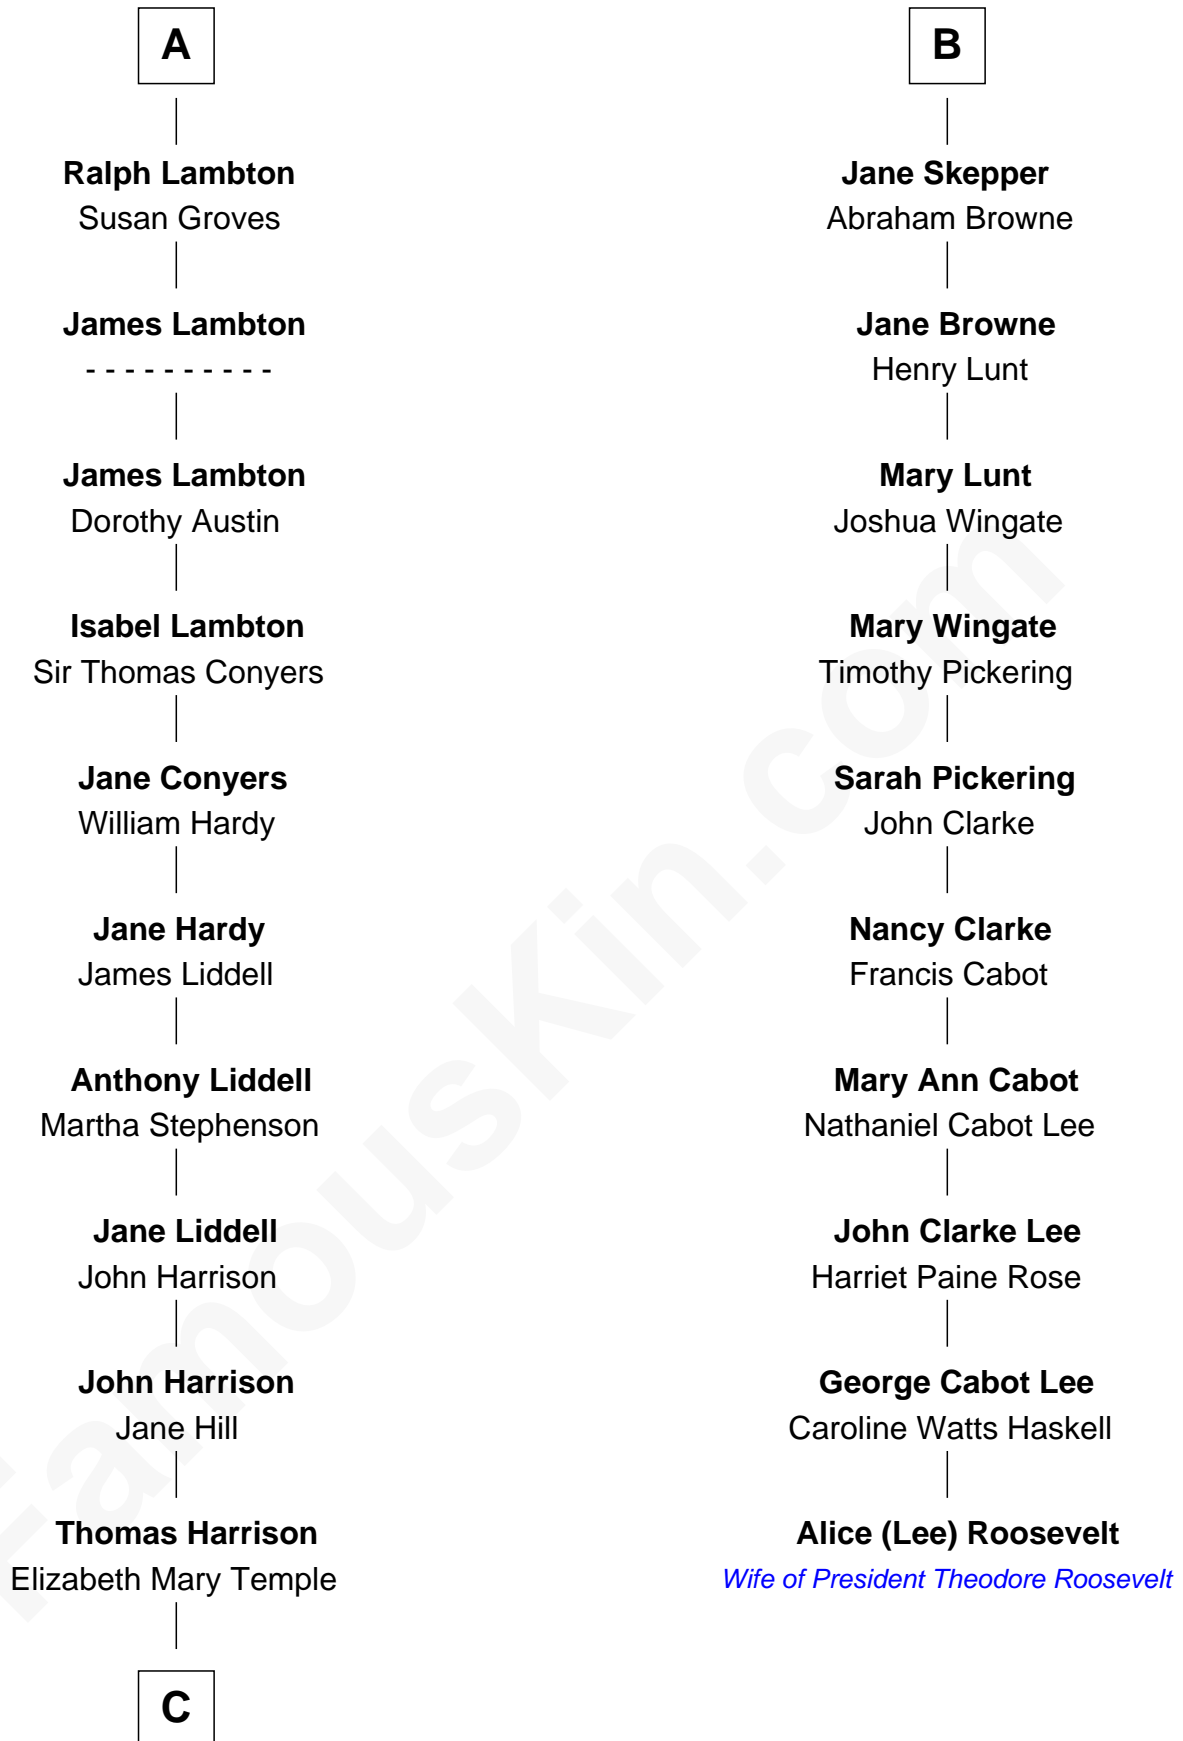 A
Ralph Lambton
Susan Groves
James Lambton
- - - - - - - - - -
James Lambton
Dorothy Austin
Isabel Lambton
Sir Thomas Conyers
Jane Conyers
William Hardy
Jane Hardy
James Liddell
Anthony Liddell
Martha Stephenson
Jane Liddell
John Harrison
John Harrison
Jane Hill
Thomas Harrison
Elizabeth Mary Temple
C
B
Jane Skepper
Abraham Browne
Jane Browne
Henry Lunt
Mary Lunt
Joshua Wingate
Mary Wingate
Timothy Pickering
Sarah Pickering
John Clarke
Nancy Clarke
Francis Cabot
Mary Ann Cabot
Nathaniel Cabot Lee
John Clarke Lee
Harriet Paine Rose
George Cabot Lee
Caroline Watts Haskell
Alice (Lee) Roosevelt
Wife of President Theodore Roosevelt
FamousKin.com